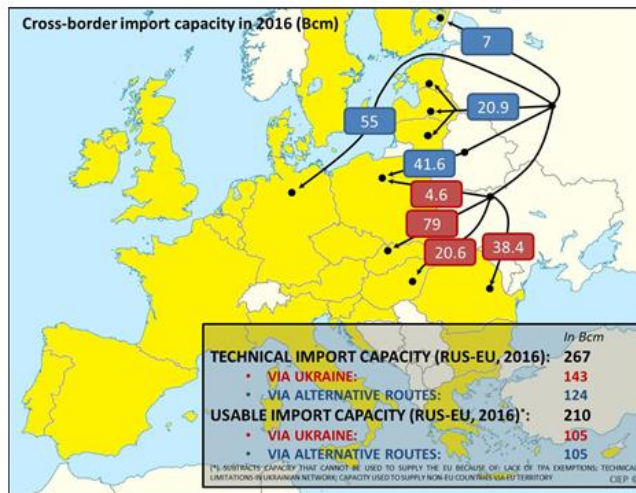 Cross-border import capacity in 2016 (Bcm)
7
55
20.9
41.6
4.6
79
20.6
38.4
In Bcm
TECHNICAL IMPORT CAPACITY (RUS-EU, 2016): 267
• VIA UKRAINE: 143
• VIA ALTERNATIVE ROUTES: 124
USABLE IMPORT CAPACITY (RUS-EU, 2016)*: 210
• VIA UKRAINE: 105
• VIA ALTERNATIVE ROUTES: 105
(*) SUBTRACTS CAPACITY THAT CANNOT BE USED TO SUPPLY THE EU BECAUSE OF: LACK OF TPA EXEMPTIONS; TECHNICAL
LIMITATIONS IN UKRAINIAN NETWORK; CAPACITY USED TO SUPPLY NON-EU COUNTRIES VIA EU TERRITORY
CIEP